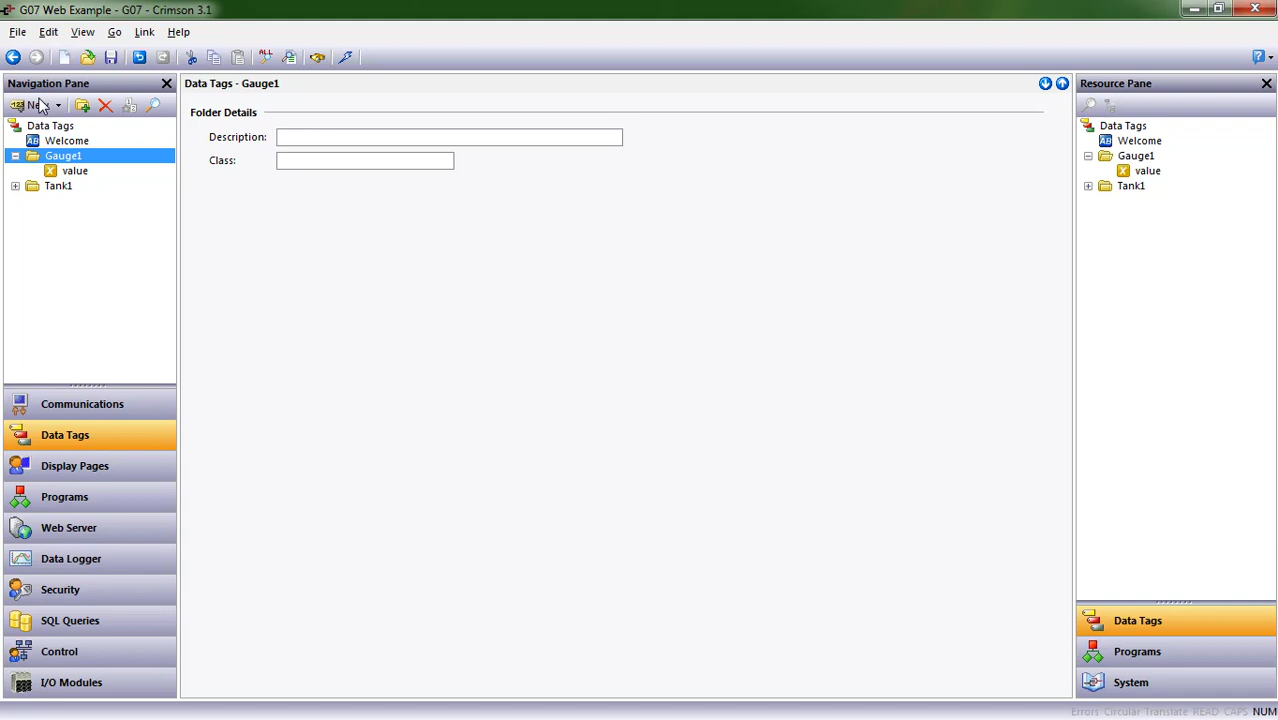 G07 Web Example - G07 - Crimson 3.1
File Edit View Go Link Help
ALL
Navigation Pane
Data Tags - Gauge1
Resource Pane
Data Tags
Welcome
Gauge1
value
Tank1
Folder Details
Description:
Class:
Data Tags
Welcome
Gauge1
value
Tank1
Communications
Data Tags
Display Pages
Programs
Web Server
Data Logger
Security
SQL Queries
Control
I/O Modules
Data Tags
Programs
System
Errors Circular Translate READ CAPS NUM